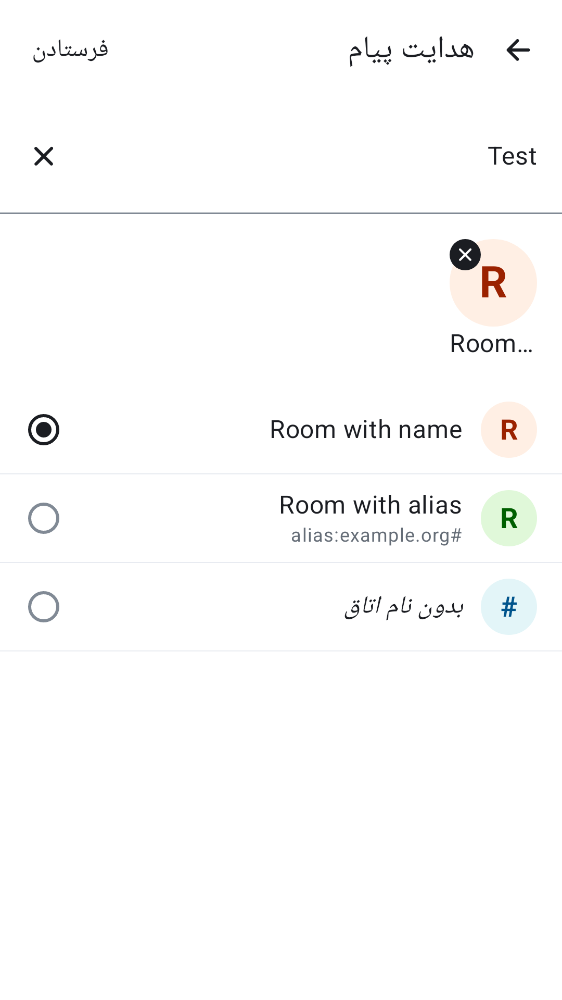 هدایت پیام
فرستادن
Test
R
Room…
R
Room with name
R
Room with alias
alias:example.org#
#
بدون نام اتاق